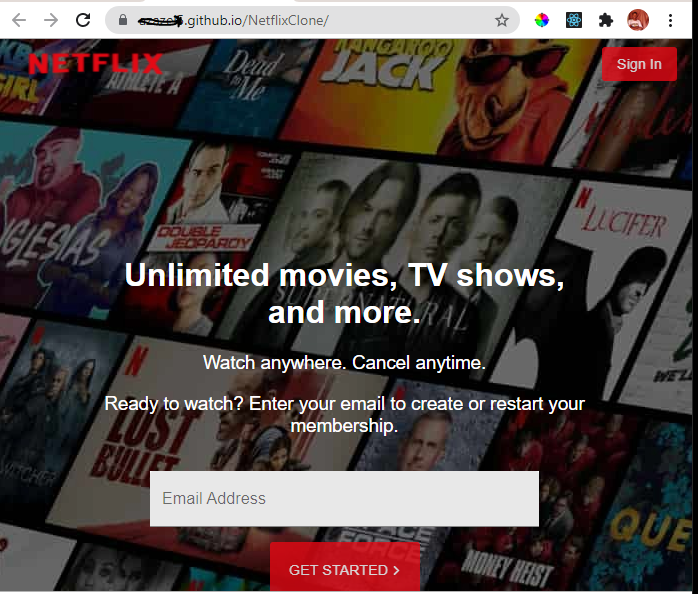 .github.io/NetflixClone/
NETFLIX
Sign In
GIRL
ATHLETE A
Dead to Me
KANGAROO
JACK
IGLESIAS
DOUBLE
JEOPARDY
SUPERNATURAL
N
LUCIFER
Unlimited movies, TV shows,
and more.
Watch anywhere. Cancel anytime.
Ready to watch? Enter your email to create or restart your
membership.
N
LOST
BULLET
WITCHER
Email Address
SPACE
FORCE
MONEY HEIST
QUE
GET STARTED >